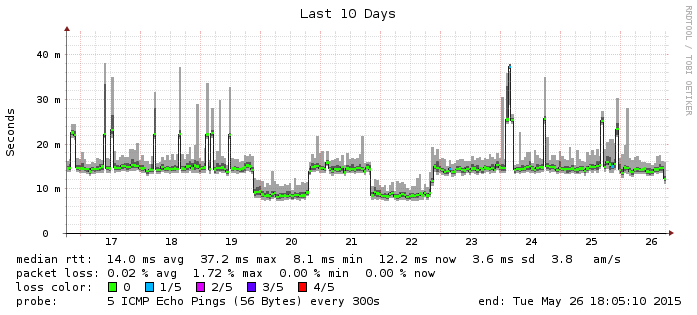 Last 10 Days
RRDTOOL / TOBI OETIKER
Seconds
40 m
30 m
20 m
10 m
0
17 18 19 20 21 22 23 24 25 26
median rtt: 14.0 ms avg 37.2 ms max 8.1 ms min 12.2 ms now 3.6 ms sd 3.8 am/s
packet loss: 0.02 % avg 1.72 % max 0.00 % min 0.00 % now
loss color: 0 1/5 2/5 3/5 4/5
probe: 5 ICMP Echo Pings (56 Bytes) every 300s end: Tue May 26 18:05:10 2015